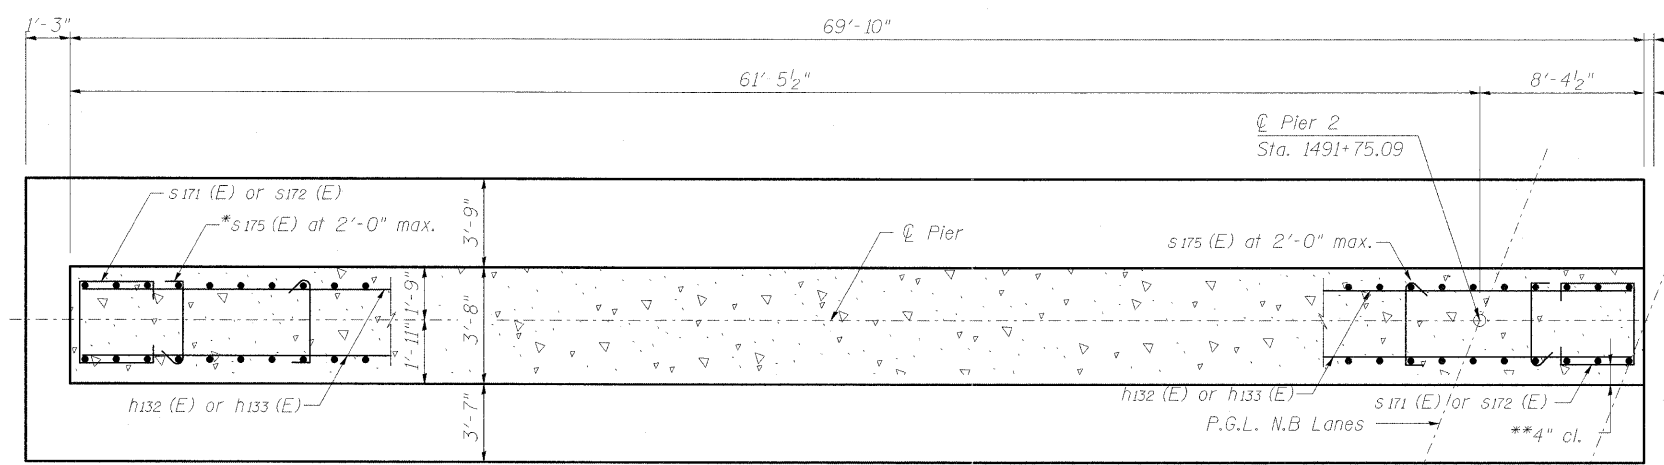 1'-3"
69'-10"
61'-5½"
8'-4½"
℄ Pier 2
Sta. 1491+75.09
s171 (E) or s172 (E)
*s175 (E) at 2'-0" max.
3'-9"
℄ Pier
s175 (E) at 2'-0" max.
1'-9"
1'-11"
3'-8"
h132 (E) or h133 (E)
h132 (E) or h133 (E)
s171 (E) or s172 (E)
P.G.L. N.B Lanes
**4" cl.
3'-7"